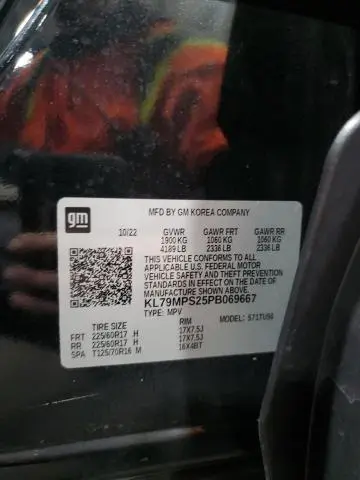 gm
MFD BY GM KOREA COMPANY
10/22 GVWR GAWR FRT GAWR RR
1900 KG 1060 KG 1060 KG
4189 LB 2336 LB 2336 LB
THIS VEHICLE CONFORMS TO ALL
APPLICABLE U.S. FEDERAL MOTOR
VEHICLE SAFETY AND THEFT PREVENTION
STANDARDS IN EFFECT ON THE DATE OF
MANUFACTURE SHOWN ABOVE.
KL79MPS25PB069667
TYPE: MPV MODEL: 571TU56
TIRE SIZE RIM
FRT 225/60R17 H 17X7.5J
RR 225/60R17 H 17X7.5J
SPA T125/70R16 M 16X4BT